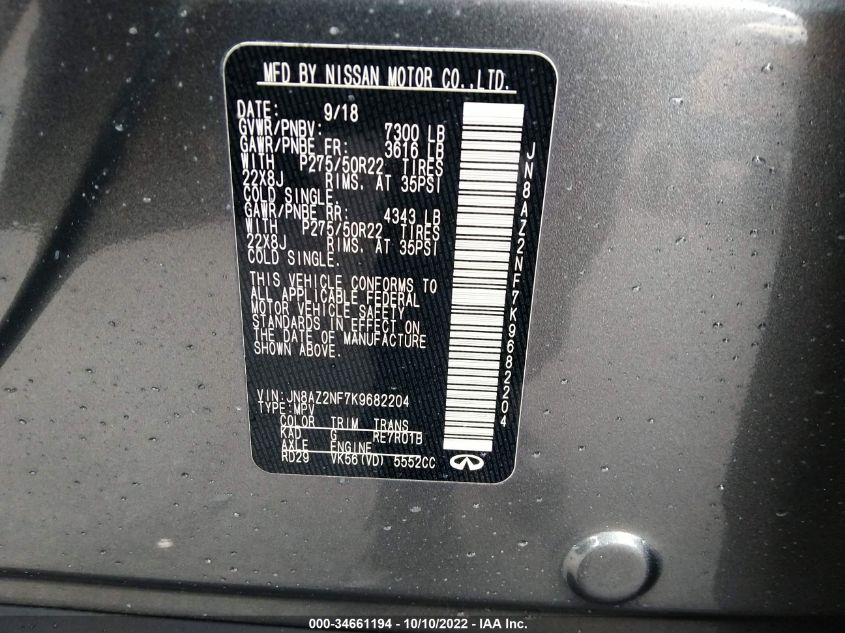 MFD BY NISSAN MOTOR CO.,LTD.
DATE: 9/18
GVWR/PNBV: 7300 LB
GAWR/PNBE FR: 3616 LB
WITH P275/50R22 TIRES
22X8J RIMS. AT 35PSI
COLD SINGLE.
GAWR/PNBE RR: 4343 LB
WITH P275/50R22 TIRES
22X8J RIMS. AT 35PSI
COLD SINGLE.
THIS VEHICLE CONFORMS TO
ALL APPLICABLE FEDERAL
MOTOR VEHICLE SAFETY
STANDARDS IN EFFECT ON
THE DATE OF MANUFACTURE
SHOWN ABOVE.
VIN:JN8AZ2NF7K9682204
TYPE:MPV
COLOR TRIM TRANS
KAD G RE7R01B
AXLE ENGINE
RD29 VK56(VD) 5552CC
JN8AZ2NF7K9682204
000-34661194 - 10/10/2022 - IAA Inc.